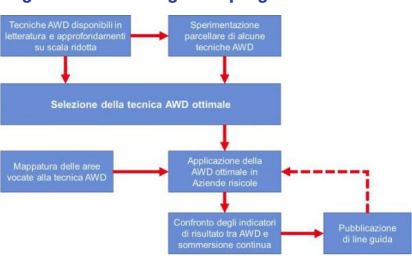 Tecniche AWD disponibili in
letteratura e approfondamenti
su scala ridotta
Sperimentazione
parcellare di alcune
tecniche AWD
Selezione della tecnica AWD ottimale
Mappatura delle aree
vocate alla tecnica AWD
Applicazione della
AWD ottimale in
Aziende risicole
Confronto degli indicatori
di risultato tra AWD e
sommersione continua
Pubblicazione
di line guida